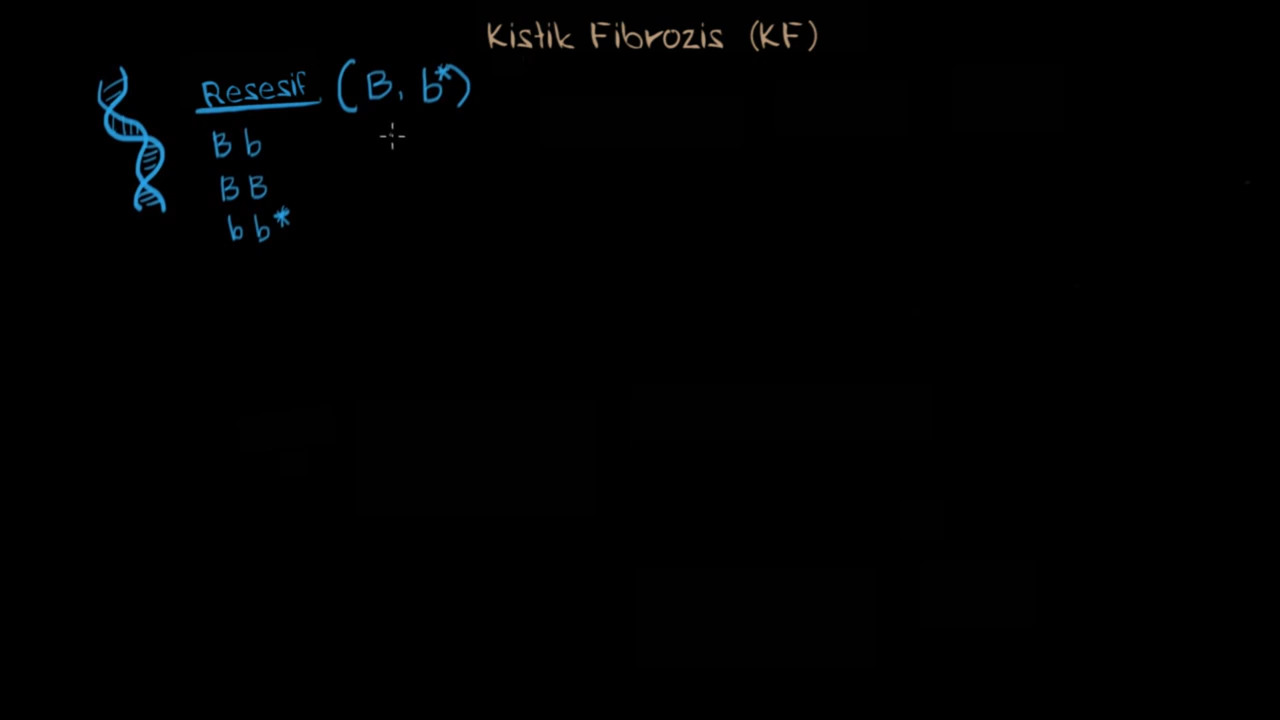 Kistik Fibrozis (KF)
Resesif (B, b*)
B b
B B
b b*